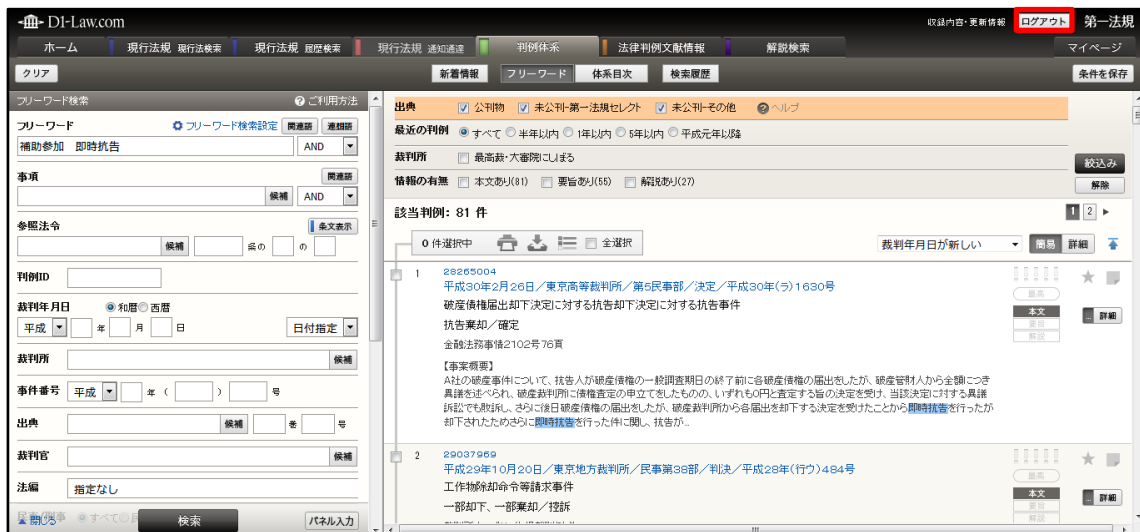 D1-Law.com
収録内容・更新情報 ログアウト 第一法規
ホーム 現行法規 現行法検索 現行法規 履歴検索 現行法規 通知通達 判例体系 法律判例文献情報 解説検索 マイページ
クリア 新着情報 フリーワード 体系目次 検索履歴 条件を保存
フリーワード検索 ご利用方法
フリーワード フリーワード検索設定 関連語 連想語
補助参加 即時抗告 AND
事項 関連語
候補 AND
参照法令 条文表示
候補 条の の
判例ID
裁判年月日 和暦 西暦
平成 年 月 日 日付指定
裁判所 候補
事件番号 平成 年 ( ) 号
出典 候補 巻 号
裁判官 候補
法編 指定なし
閉じる 検索 パネル入力
出典 公刊物 未公刊-第一法規セレクト 未公刊-その他 ヘルプ
最近の判例 すべて 半年以内 1年以内 5年以内 平成元年以降
裁判所 最高裁・大審院にしぼる
情報の有無 本文あり(81) 要旨あり(55) 解説あり(27)
絞込み
解除
該当判例: 81 件 1 2
0 件選択中 全選択 裁判年月日が新しい 簡易 詳細
1 28265004
平成30年2月26日／東京高等裁判所／第5民事部／決定／平成30年(ラ)1630号
破産債権届出却下決定に対する抗告却下決定に対する抗告事件
抗告棄却／確定
金融法務事情2102号76頁
【事案概要】
A社の破産事件について、抗告人が破産債権の一般調査期日の終了前に各破産債権の届出をしたが、破産管財人から全額につき
異議を述べられ、破産裁判所に債権査定の申立てをしたものの、いずれも0円と査定する旨の決定を受け、当該決定に対する異議
訴訟でも敗訴し、さらに後日破産債権の届出をしたが、破産裁判所から各届出を却下する決定を受けたことから即時抗告を行ったが
却下されたためさらに即時抗告を行った件に関し、抗告が…
最高
本文
要旨
解説
詳細
2 29037969
平成29年10月20日／東京地方裁判所／民事第38部／判決／平成28年(行ウ)484号
工作物除却命令等請求事件
一部却下、一部棄却／控訴
最高
本文
要旨
詳細